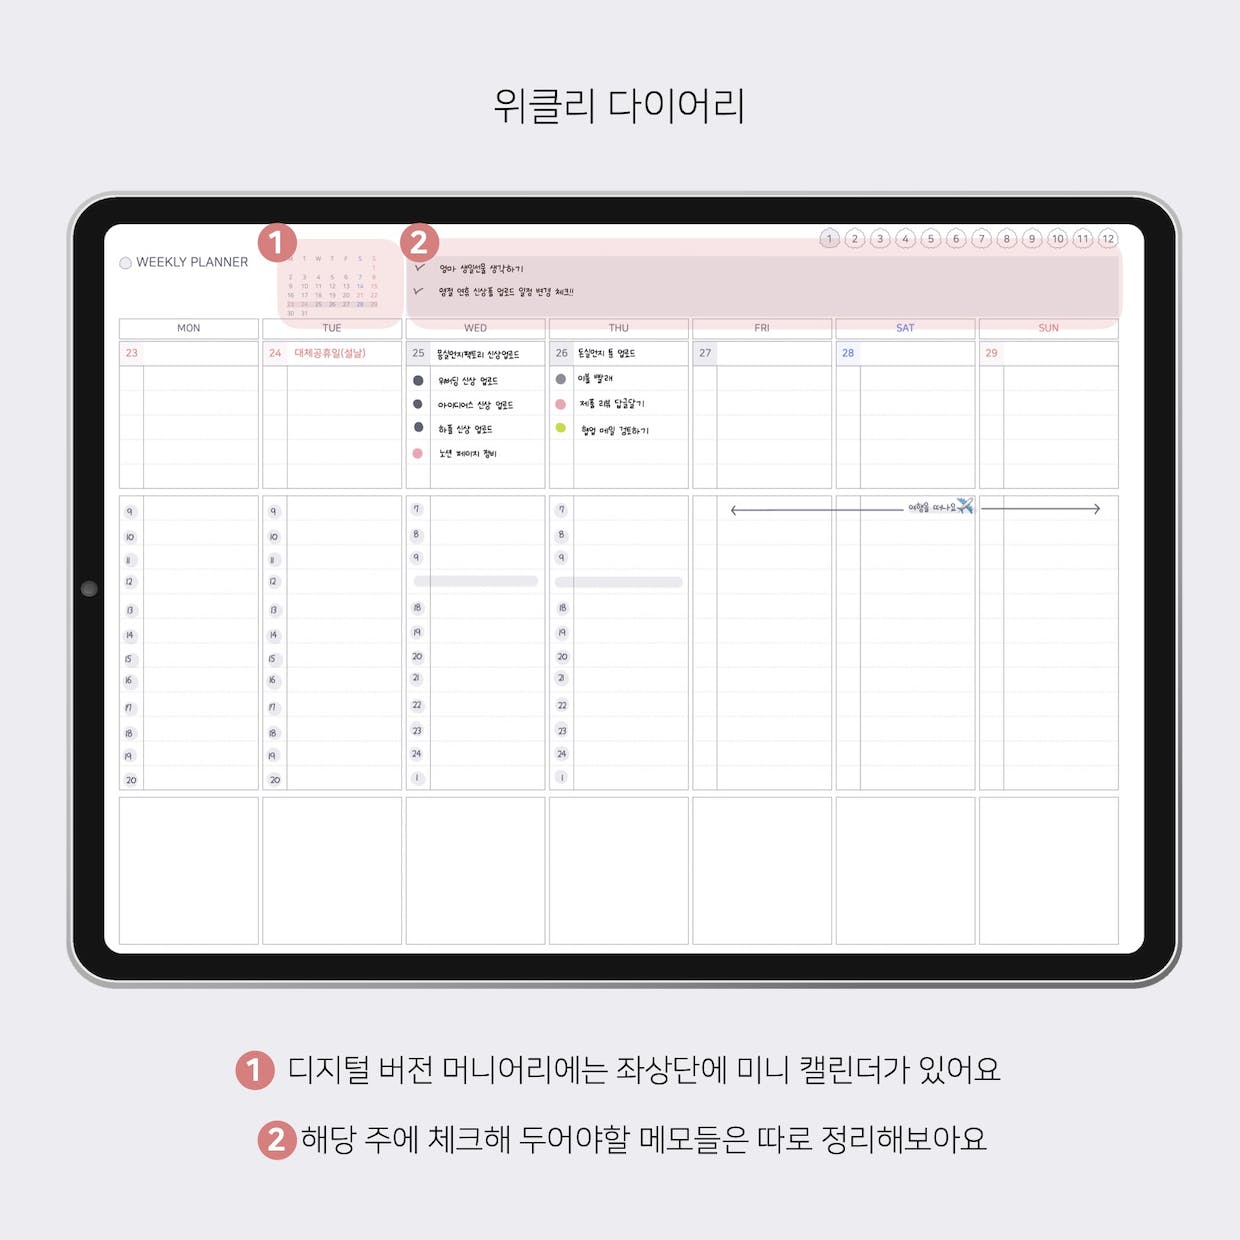 위클리 다이어리
1
2
1 2 3 4 5 6 7 8 9 10 11 12
WEEKLY PLANNER
M T W T F S S
1
2 3 4 5 6 7 8
9 10 11 12 13 14 15
16 17 18 19 20 21 22
23 24 25 26 27 28 29
30 31
엄마 생일선물 생각하기
명절 연휴 신상품 업로드 일정 변경 체크!!
MON TUE WED THU FRI SAT SUN
23
24 대체공휴일(설날)
25 몽실먼지팩토리 신상업로드
위버딩 신상 업로드
아이디어스 신상 업로드
하플 신상 업로드
노션 페이지 정비
26 업로드
이불 빨래
제품 리뷰 답글달기
협업 메일 검토하기
27
28
29
9
10
11
12
13
14
15
16
17
18
19
20
9
10
11
12
13
14
15
16
17
18
19
20
7
8
9
18
19
20
21
22
23
24
1
7
8
9
18
19
20
21
22
23
24
1
여행을 떠나요
1 디지털 버전 머니어리에는 좌상단에 미니 캘린더가 있어요
2 해당 주에 체크해 두어야할 메모들은 따로 정리해보아요